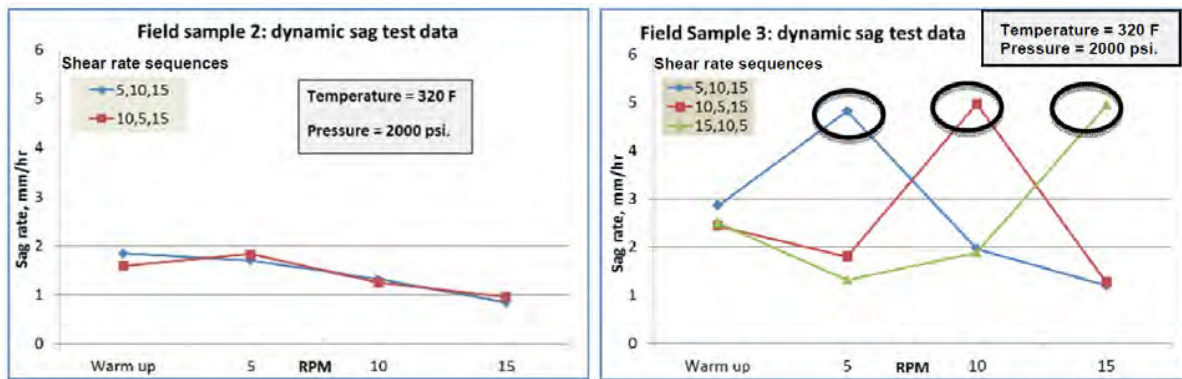 Field sample 2: dynamic sag test data
Shear rate sequences
5,10,15
10,5,15
Temperature = 320 F
Pressure = 2000 psi.
Sag rate, mm/hr
6
5
4
3
2
1
0
Warm up 5 RPM 10 15
Field Sample 3: dynamic sag test data
Temperature = 320 F
Pressure = 2000 psi.
Shear rate sequences
5,10,15
10,5,15
15,10,5
Sag rate, mm/hr
6
5
4
3
2
1
0
Warm up 5 RPM 10 15